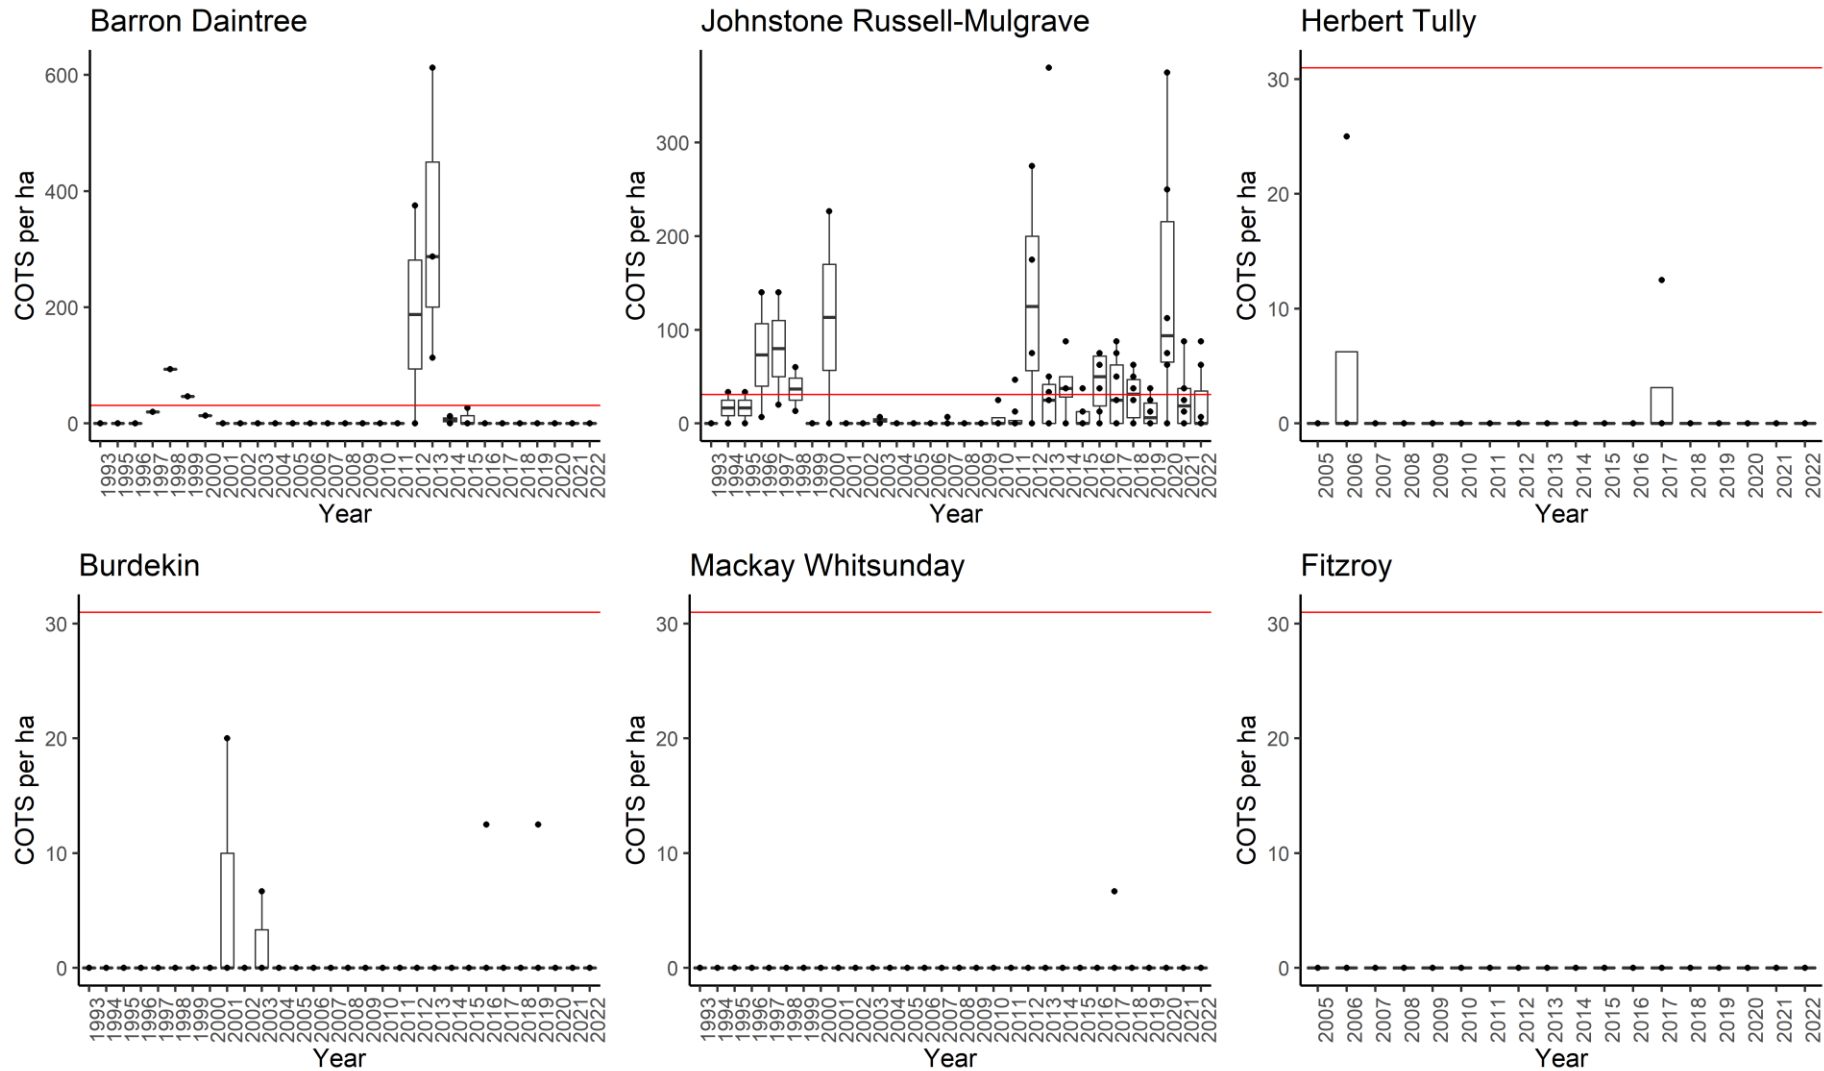 Barron Daintree
COTS per ha
600
400
200
0
1993 1995 1996 1997 1998 1999 2000 2001 2002 2003 2004 2005 2006 2007 2008 2009 2010 2011 2012 2013 2014 2015 2016 2017 2018 2019 2020 2021 2022
Year
Johnstone Russell-Mulgrave
COTS per ha
300
200
100
0
1993 1994 1995 1996 1997 1998 1999 2000 2001 2002 2003 2004 2005 2006 2007 2008 2009 2010 2011 2012 2013 2014 2015 2016 2017 2018 2019 2020 2021 2022
Year
Herbert Tully
COTS per ha
30
20
10
0
2005 2006 2007 2008 2009 2010 2011 2012 2013 2014 2015 2016 2017 2018 2019 2020 2021 2022
Year
Burdekin
COTS per ha
30
20
10
0
1993 1994 1995 1996 1997 1998 1999 2000 2001 2002 2003 2004 2005 2006 2007 2008 2009 2010 2011 2012 2013 2014 2015 2016 2017 2018 2019 2020 2021 2022
Year
Mackay Whitsunday
COTS per ha
30
20
10
0
1993 1994 1995 1996 1997 1998 1999 2000 2001 2002 2003 2004 2005 2006 2007 2008 2009 2010 2011 2012 2013 2014 2015 2016 2017 2018 2019 2020 2021 2022
Year
Fitzroy
COTS per ha
30
20
10
0
2005 2006 2007 2008 2009 2010 2011 2012 2013 2014 2015 2016 2017 2018 2019 2020 2021 2022
Year